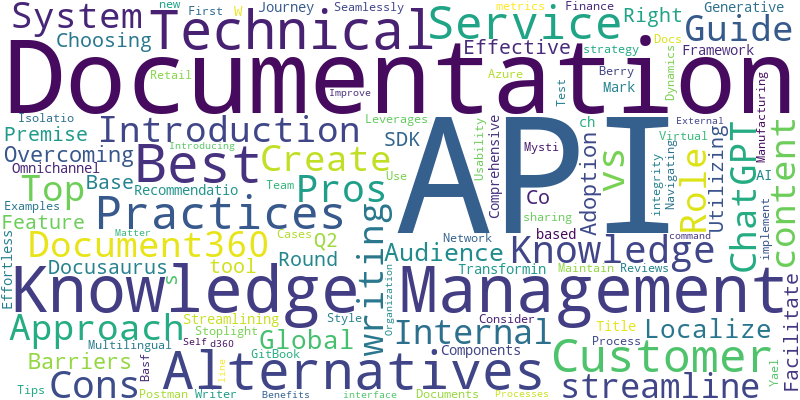 System
Technical
new
First
W
Journey
Seamlessly
metrics
Finance
Service
Right
Generative
Guide
Choosing
Effective
strategy
Docs
Framework
Documentation
Retail
Azure
Berry
Mark
Test
Dynamics
Improve
Isolatio
Premise
Introduction
Leverages
SDK
ch
External
Virtual
Manufacturing
Overcoming
Introducing
Best
Create
API
Usability
Comprehensive
Mysti
Adoption
vs
Role
integrity
Navigating
Utilizing
ChatGPT
AI
content
Omnichannel
Top
Base
Recommendatio
Team
Use
Pros
Co
sharing
Examples
Feature
Practices
writing
based
command
implement
Effortless
Matter
Document360
Cases
Q2
Audience
Network
Knowledge
Docusaurus
s
tool
Round
Transformin
Maintain
Reviews
Facilitate
Knowledge
Management
Organization
Streamlining
Style
Consider
Title
Approach
Stoplight
Global
Internal
Process
Localize
Multilingual
Self
d360
GitBook
Components
Customer
Yael
Barriers
Basf
Alternatives
line
Cons
Tips
Postman
Writer
Benefits
interface
Documents
Processes
streamline